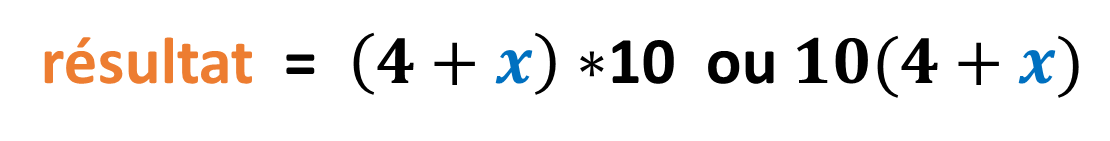 résultat = (4 + x) *10 ou 10(4 + x)